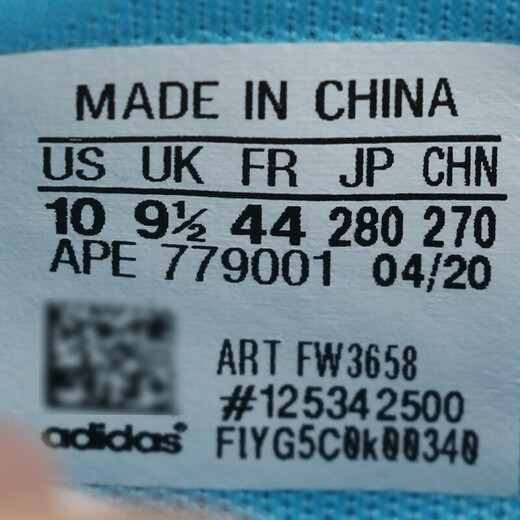 MADE IN CHINA
US UK FR JP CHN
10 9½ 44 280 270
APE 779001 04/20
ART FW3658
#125342500
adidas® FIYG5C0k00340